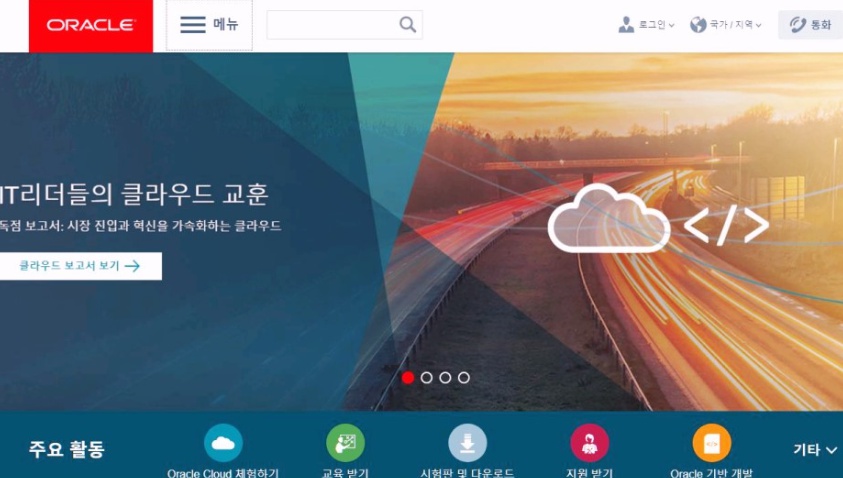 ORACLE
메뉴
로그인
국가 / 지역
통화
IT리더들의 클라우드 교훈
독점 보고서: 시장 진입과 혁신을 가속화하는 클라우드
클라우드 보고서 보기
</>
주요 활동
Oracle Cloud 체험하기
교육 받기
시험판 및 다운로드
지원 받기
Oracle 기반 개발
기타